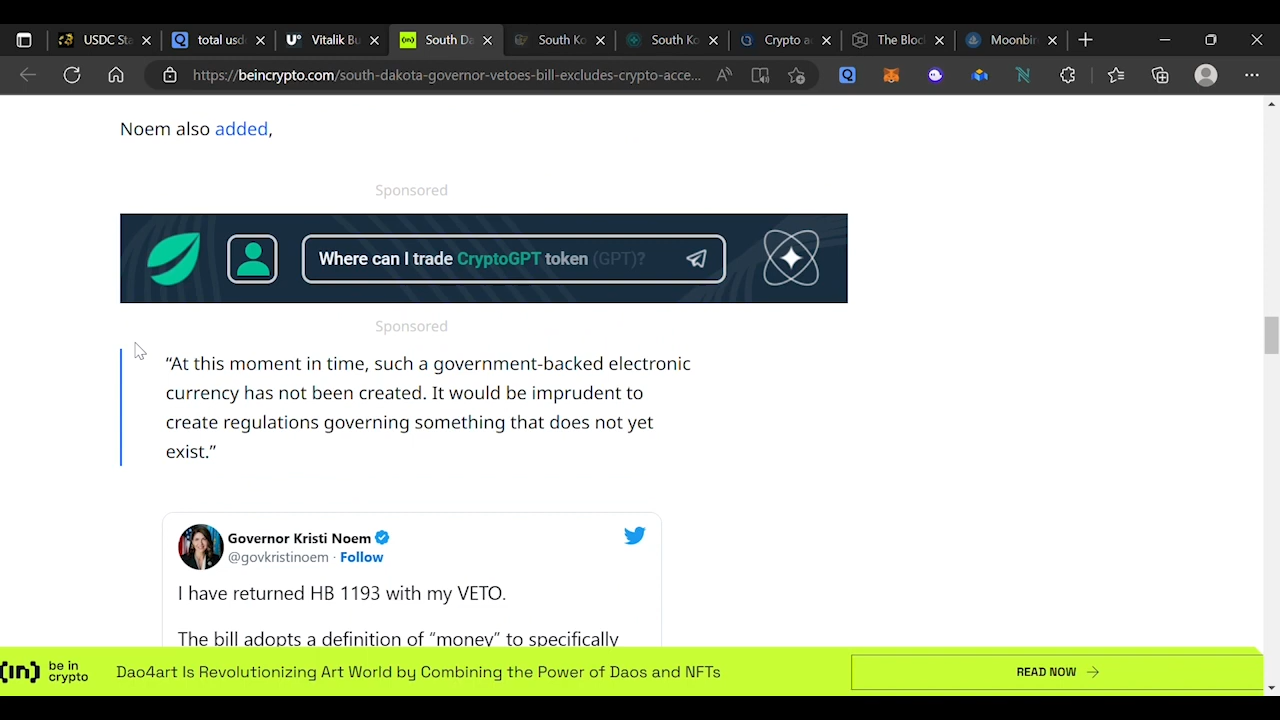 USDC Sta
total usd
Vitalik Bu
South Da
South Ko
South Ko
Crypto a
The Bloc
Moonbir
https://beincrypto.com/south-dakota-governor-vetoes-bill-excludes-crypto-acce...
Noem also added,
Sponsored
Where can I trade CryptoGPT token (GPT)?
Sponsored
“At this moment in time, such a government-backed electronic
currency has not been created. It would be imprudent to
create regulations governing something that does not yet
exist.”
Governor Kristi Noem
@govkristinoem · Follow
I have returned HB 1193 with my VETO.
The bill adopts a definition of “money” to specifically
(in) be in
crypto
Dao4art Is Revolutionizing Art World by Combining the Power of Daos and NFTs
READ NOW